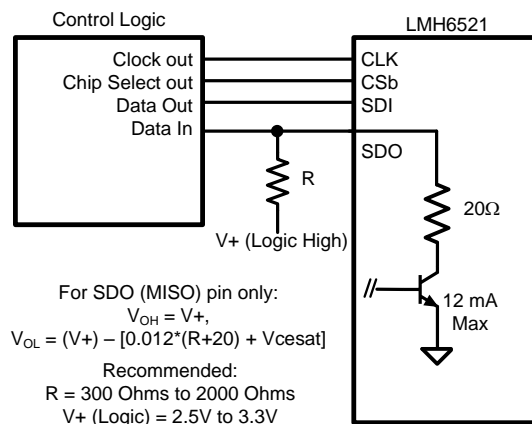 Control Logic
LMH6521
Clock out
CLK
Chip Select out
CSb
Data Out
SDI
Data In
SDO
R
20Ω
V+ (Logic High)
12 mA
Max
For SDO (MISO) pin only:
VOH = V+,
VOL = (V+) – [0.012*(R+20) + Vcesat]
Recommended:
R = 300 Ohms to 2000 Ohms
V+ (Logic) = 2.5V to 3.3V